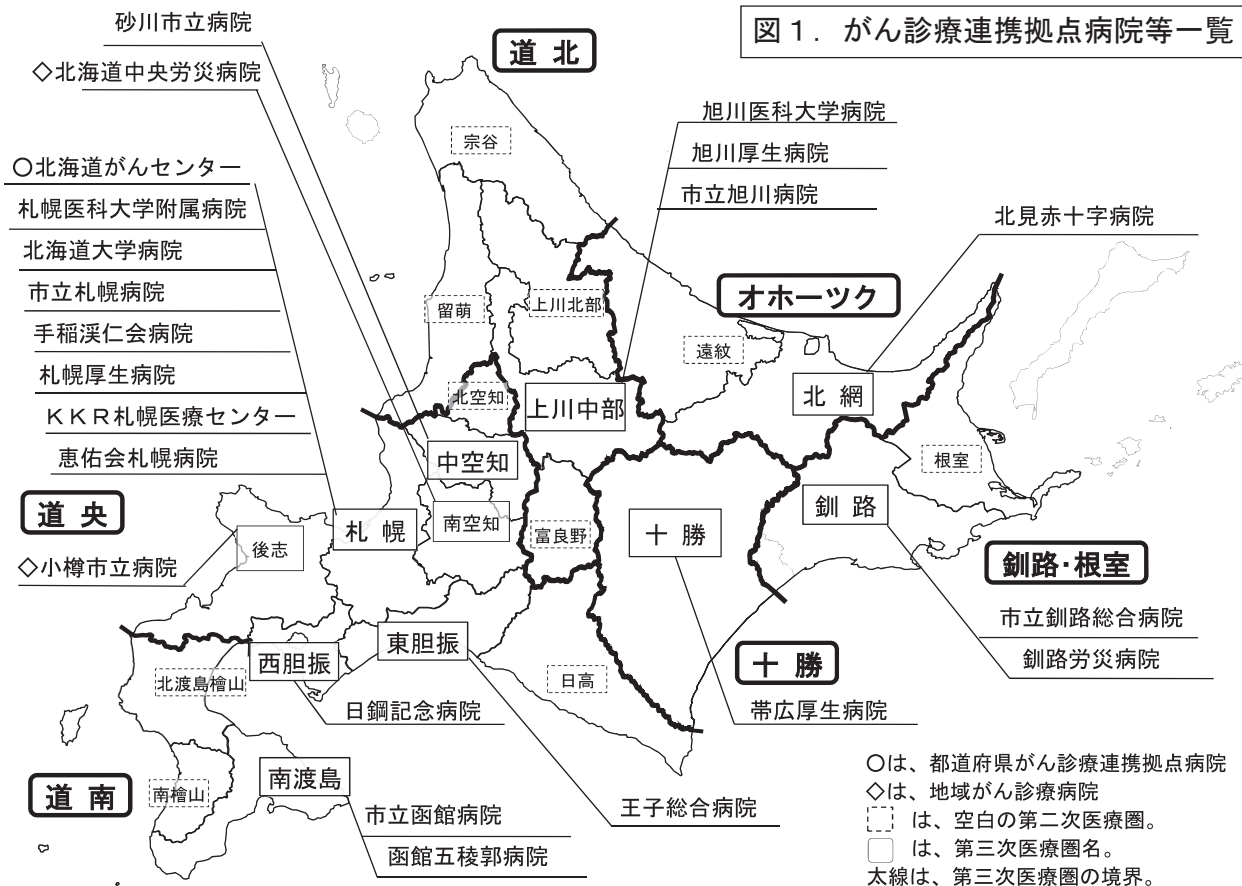 図１．がん診療連携拠点病院等一覧
砂川市立病院
◇北海道中央労災病院
○北海道がんセンター
札幌医科大学附属病院
北海道大学病院
市立札幌病院
手稲渓仁会病院
札幌厚生病院
ＫＫＲ札幌医療センター
恵佑会札幌病院
道 央
◇小樽市立病院
道 北
宗谷
旭川医科大学病院
旭川厚生病院
市立旭川病院
北見赤十字病院
オホーツク
留萌
上川北部
遠紋
北空知
上川中部
北 網
中空知
根室
札 幌
南空知
富良野
十 勝
釧 路
後志
釧路・根室
市立釧路総合病院
釧路労災病院
東胆振
西胆振
北渡島檜山
日高
十 勝
帯広厚生病院
日鋼記念病院
道 南
南檜山
南渡島
王子総合病院
市立函館病院
函館五稜郭病院
○は、都道府県がん診療連携拠点病院
◇は、地域がん診療病院
は、空白の第二次医療圏。
は、第三次医療圏名。
太線は、第三次医療圏の境界。